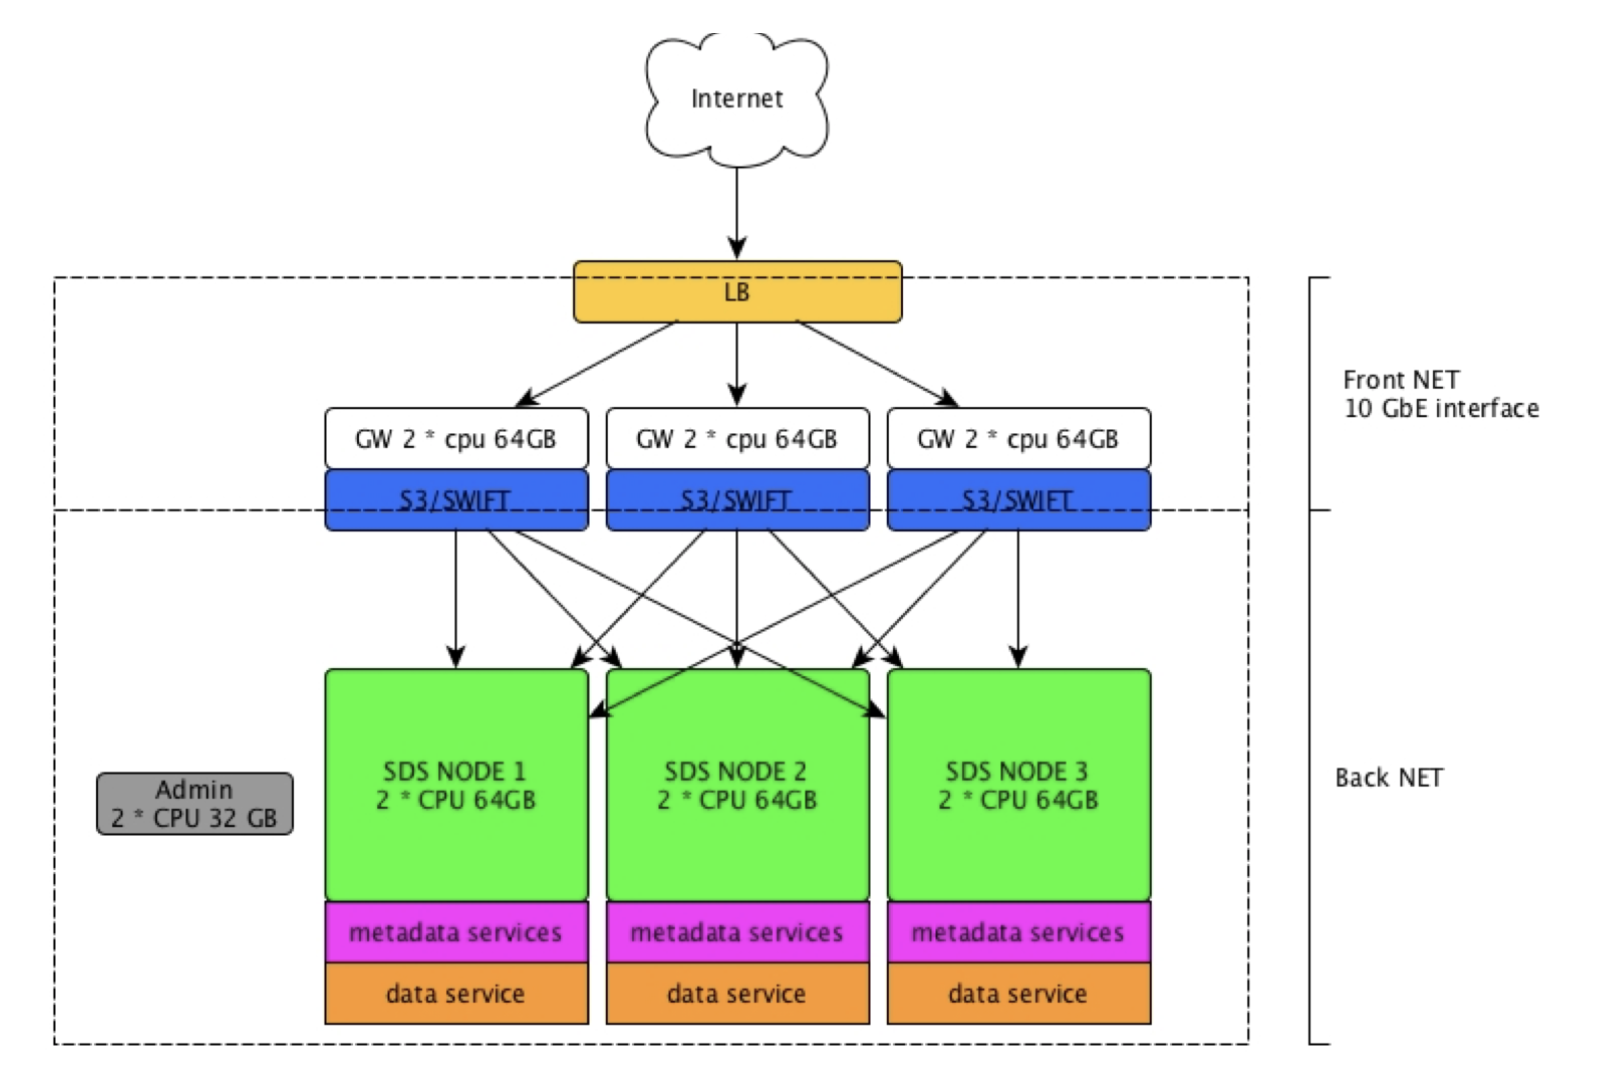 Internet
LB
Front NET
10 GbE interface
GW 2 * cpu 64GB
GW 2 * cpu 64GB
GW 2 * cpu 64GB
S3/SWIFT
S3/SWIFT
S3/SWIFT
SDS NODE 1
2 * CPU 64GB
SDS NODE 2
2 * CPU 64GB
SDS NODE 3
2 * CPU 64GB
Back NET
Admin
2 * CPU 32 GB
metadata services
metadata services
metadata services
data service
data service
data service